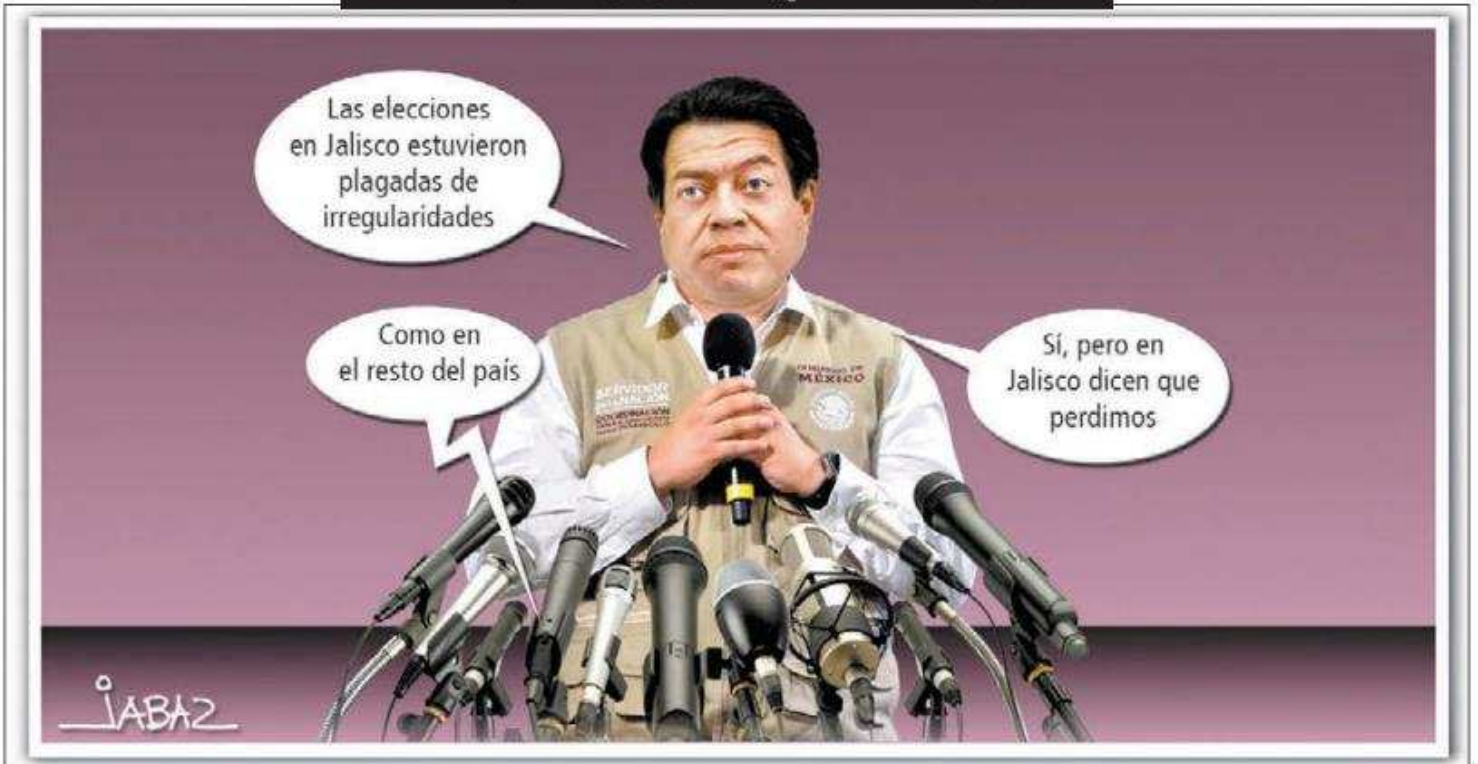 Las elecciones
en Jalisco estuvieron
plagadas de
irregularidades
Como en
el resto del país
Sí, pero en
Jalisco dicen que
perdimos
SERVIDOR
DE LA NACIÓN
COORDINACIÓN
GOBIERNO DE
MÉXICO
JABAZ